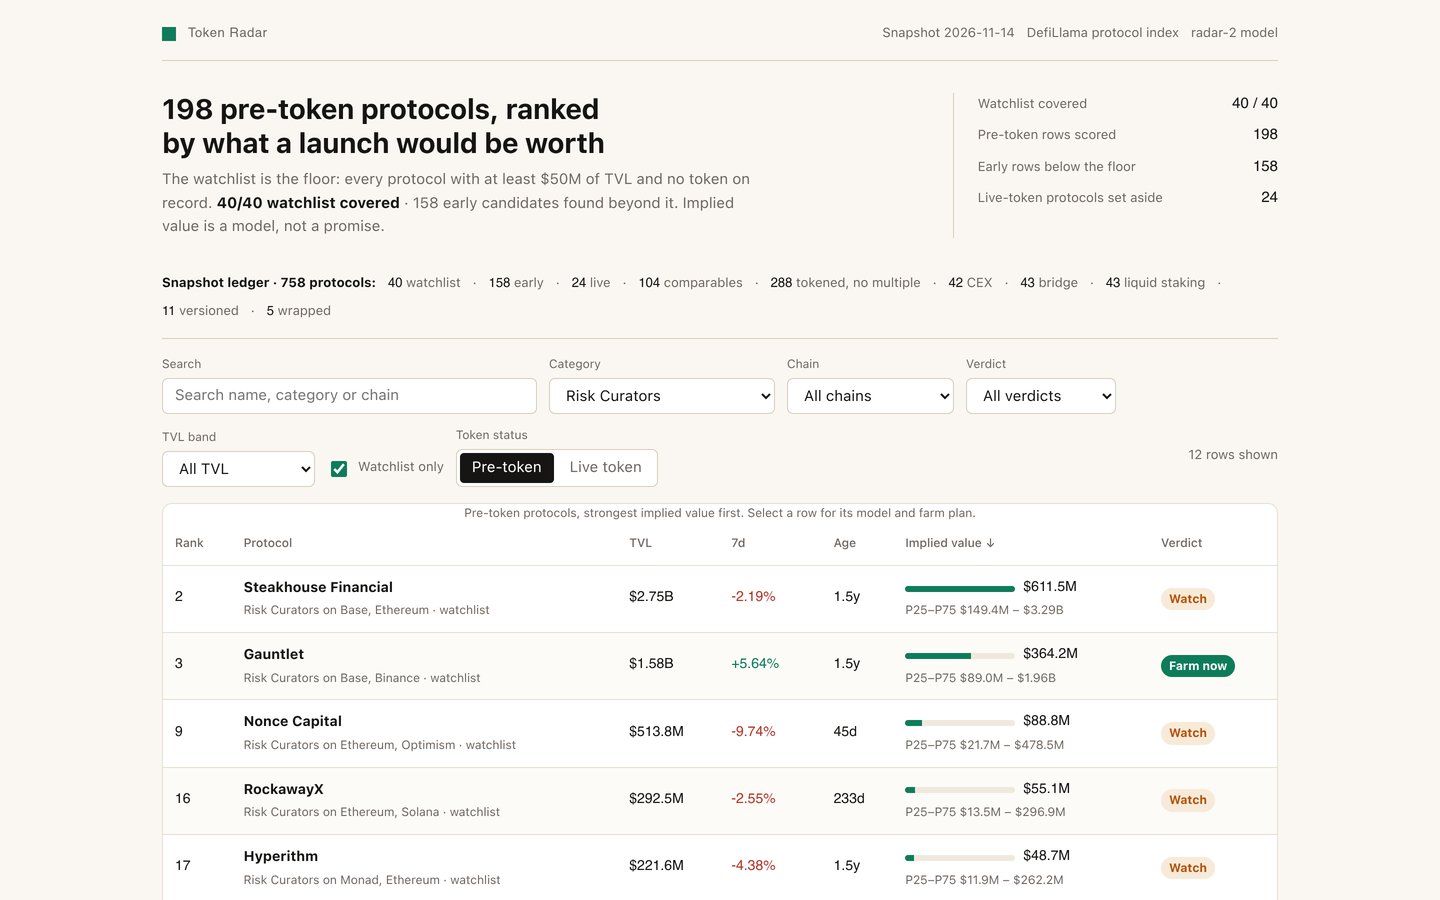 Token Radar
Snapshot 2026-11-14 DefiLlama protocol index radar-2 model
198 pre-token protocols, ranked
by what a launch would be worth
The watchlist is the floor: every protocol with at least $50M of TVL and no token on
record. 40/40 watchlist covered · 158 early candidates found beyond it. Implied
value is a model, not a promise.
Watchlist covered 40 / 40
Pre-token rows scored 198
Early rows below the floor 158
Live-token protocols set aside 24
Snapshot ledger · 758 protocols: 40 watchlist · 158 early · 24 live · 104 comparables · 288 tokened, no multiple · 42 CEX · 43 bridge · 43 liquid staking ·
11 versioned · 5 wrapped
Search Category Chain Verdict
Search name, category or chain Risk Curators All chains All verdicts
TVL band Token status
All TVL Watchlist only Pre-token Live token 12 rows shown
Pre-token protocols, strongest implied value first. Select a row for its model and farm plan.
Rank Protocol TVL 7d Age Implied value ↓ Verdict
2 Steakhouse Financial $2.75B -2.19% 1.5y $611.5M Watch
Risk Curators on Base, Ethereum · watchlist P25–P75 $149.4M – $3.29B
3 Gauntlet $1.58B +5.64% 1.5y $364.2M Farm now
Risk Curators on Base, Binance · watchlist P25–P75 $89.0M – $1.96B
9 Nonce Capital $513.8M -9.74% 45d $88.8M Watch
Risk Curators on Ethereum, Optimism · watchlist P25–P75 $21.7M – $478.5M
16 RockawayX $292.5M -2.55% 233d $55.1M Watch
Risk Curators on Ethereum, Solana · watchlist P25–P75 $13.5M – $296.9M
17 Hyperithm $221.6M -4.38% 1.5y $48.7M Watch
Risk Curators on Monad, Ethereum · watchlist P25–P75 $11.9M – $262.2M